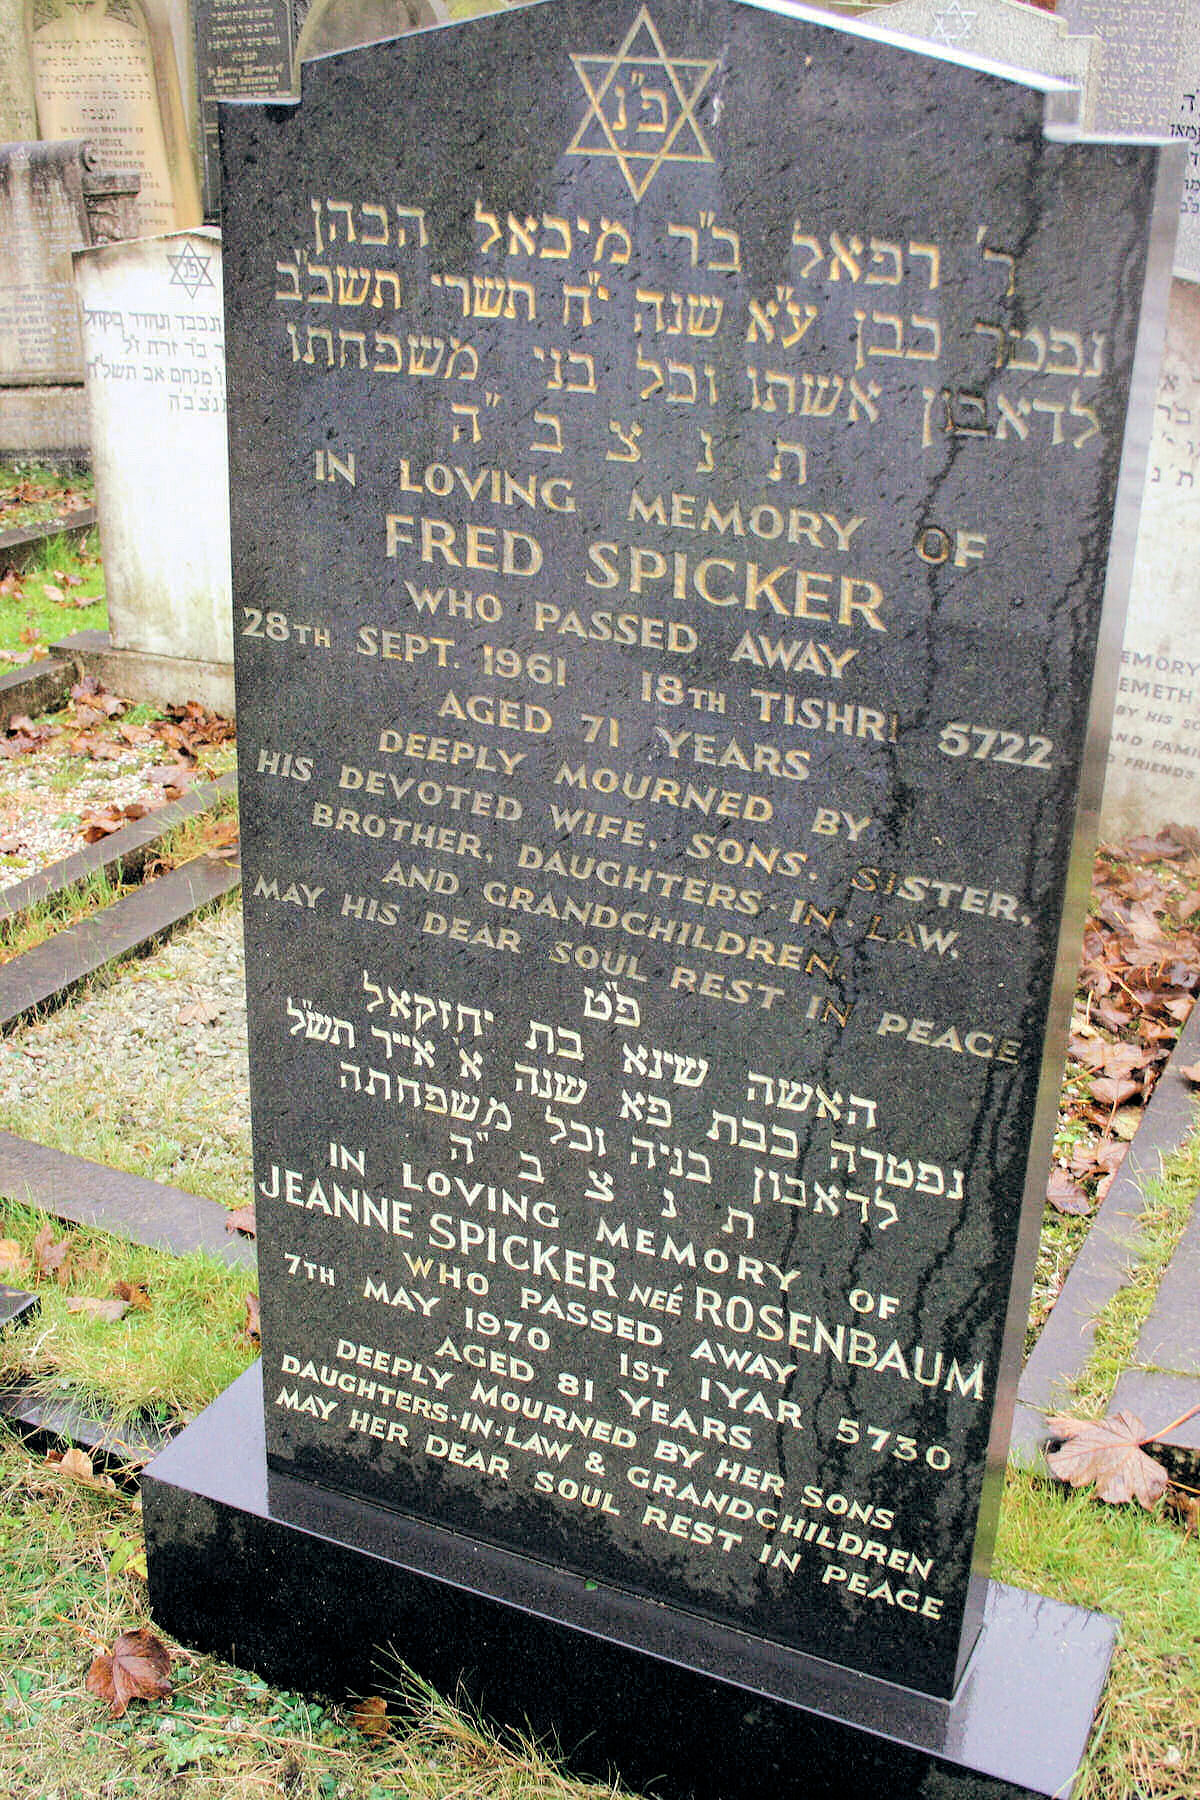 פ"נ
ר' רפאל ב"ר מיכאל הכהן
נפטר כבן ע"א שנה י"ח תשרי תשכ"ב
לדאבון אשתו וכל בני משפחתו
ת נ צ ב "ה
IN LOVING MEMORY OF
FRED SPICKER
WHO PASSED AWAY
28TH SEPT. 1961 18TH TISHRI 5722
AGED 71 YEARS
DEEPLY MOURNED BY
HIS DEVOTED WIFE, SONS, SISTER,
BROTHER, DAUGHTERS·IN·LAW,
AND GRANDCHILDREN.
MAY HIS DEAR SOUL REST IN PEACE
פ"ט
האשה שינא בת יחזקאל
נפטרה כבת פא שנה א' אייר תש"ל
לדאבון בניה וכל משפחתה
ת נ צ ב "ה
IN LOVING MEMORY OF
JEANNE SPICKER NEÉ ROSENBAUM
WHO PASSED AWAY
7TH MAY 1970 1ST IYAR 5730
AGED 81 YEARS
DEEPLY MOURNED BY HER SONS
DAUGHTERS·IN·LAW & GRANDCHILDREN
MAY HER DEAR SOUL REST IN PEACE